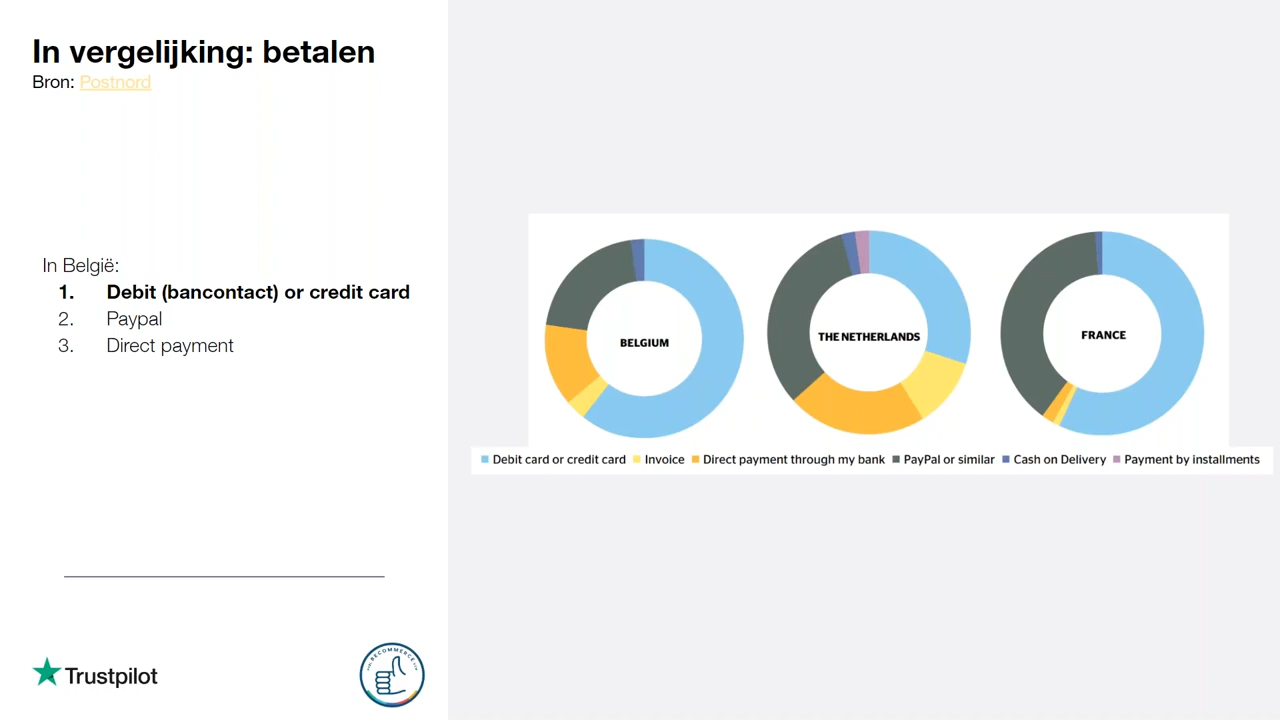 In vergelijking: betalen
Bron: Postnord
In België:
1. Debit (bancontact) or credit card
2. Paypal
3. Direct payment
BELGIUM
THE NETHERLANDS
FRANCE
Debit card or credit card Invoice Direct payment through my bank PayPal or similar Cash on Delivery Payment by installments
Trustpilot